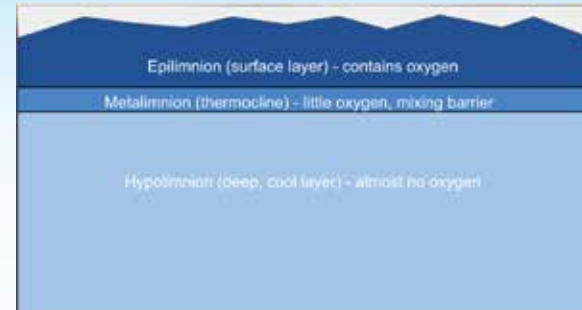 Epilimnion (surface layer) - contains oxygen
Metalimnion (thermocline) - little oxygen, mixing barrier
Hypolimnion (deep, cool layer) - almost no oxygen